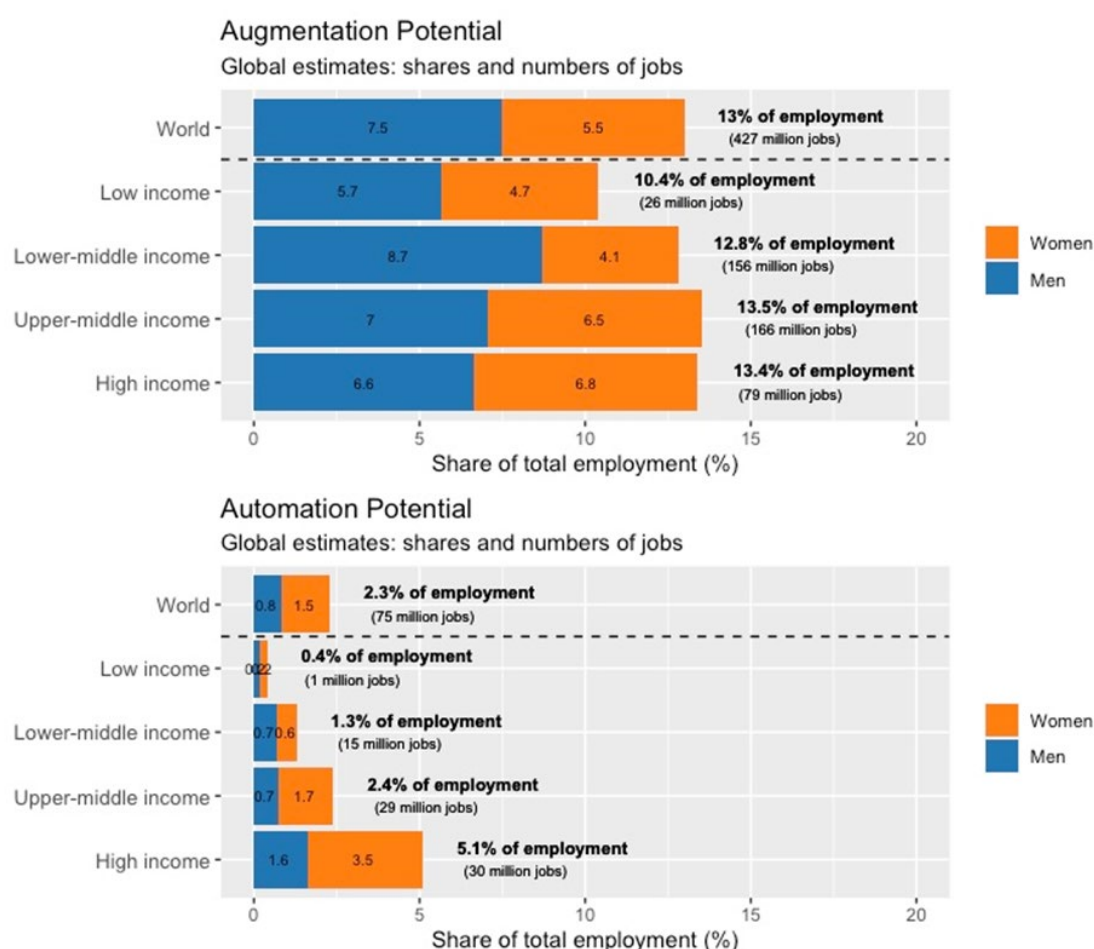 Augmentation Potential
Global estimates: shares and numbers of jobs
World 7.5 5.5 13% of employment
(427 million jobs)
Low income 5.7 4.7 10.4% of employment
(26 million jobs)
Lower-middle income 8.7 4.1 12.8% of employment
(156 million jobs)
Upper-middle income 7 6.5 13.5% of employment
(166 million jobs)
High income 6.6 6.8 13.4% of employment
(79 million jobs)
0 5 10 15 20
Share of total employment (%)
Women
Men
Automation Potential
Global estimates: shares and numbers of jobs
World 0.8 1.5 2.3% of employment
(75 million jobs)
Low income 0.4% of employment
(1 million jobs)
Lower-middle income 0.7 0.6 1.3% of employment
(15 million jobs)
Upper-middle income 0.7 1.7 2.4% of employment
(29 million jobs)
High income 1.6 3.5 5.1% of employment
(30 million jobs)
0 5 10 15 20
Share of total employment (%)
Women
Men